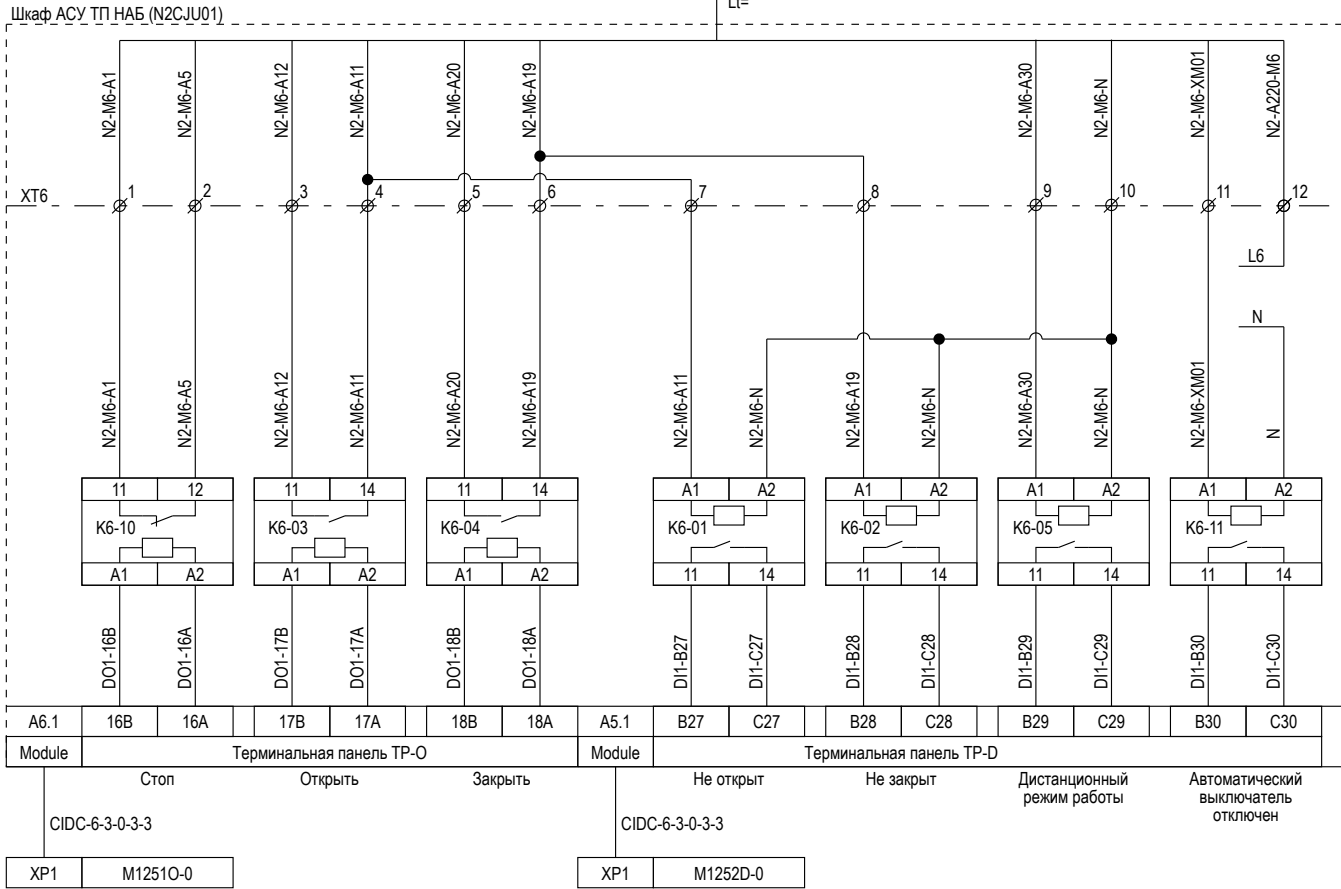 Lt=
Шкаф АСУ ТП НАБ (N2CJU01)
N2-M6-A1
N2-M6-A5
N2-M6-A12
N2-M6-A11
N2-M6-A20
N2-M6-A19
N2-M6-A30
N2-M6-N
N2-M6-XM01
N2-A220-M6
XT6
1
2
3
4
5
6
7
8
9
10
11
12
L6
N
N2-M6-A1
N2-M6-A5
N2-M6-A12
N2-M6-A11
N2-M6-A20
N2-M6-A19
N2-M6-A11
N2-M6-N
N2-M6-A19
N2-M6-N
N2-M6-A30
N2-M6-N
N2-M6-XM01
N
11 12 11 14 11 14 A1 A2 A1 A2 A1 A2 A1 A2
K6-10 K6-03 K6-04 K6-01 K6-02 K6-05 K6-11
A1 A2 A1 A2 A1 A2 11 14 11 14 11 14 11 14
DO1-16B
DO1-16A
DO1-17B
DO1-17A
DO1-18B
DO1-18A
DI1-B27
DI1-C27
DI1-B28
DI1-C28
DI1-B29
DI1-C29
DI1-B30
DI1-C30
A6.1 16B 16A 17B 17A 18B 18A A5.1 B27 C27 B28 C28 B29 C29 B30 C30
Module Терминальная панель TP-O Module Терминальная панель TP-D
Стоп
Открыть
Закрыть
Не открыт
Не закрыт
Дистанционный
режим работы
Автоматический
выключатель
отключен
CIDC-6-3-0-3-3
CIDC-6-3-0-3-3
XP1 M1251O-0
XP1 M1252D-0